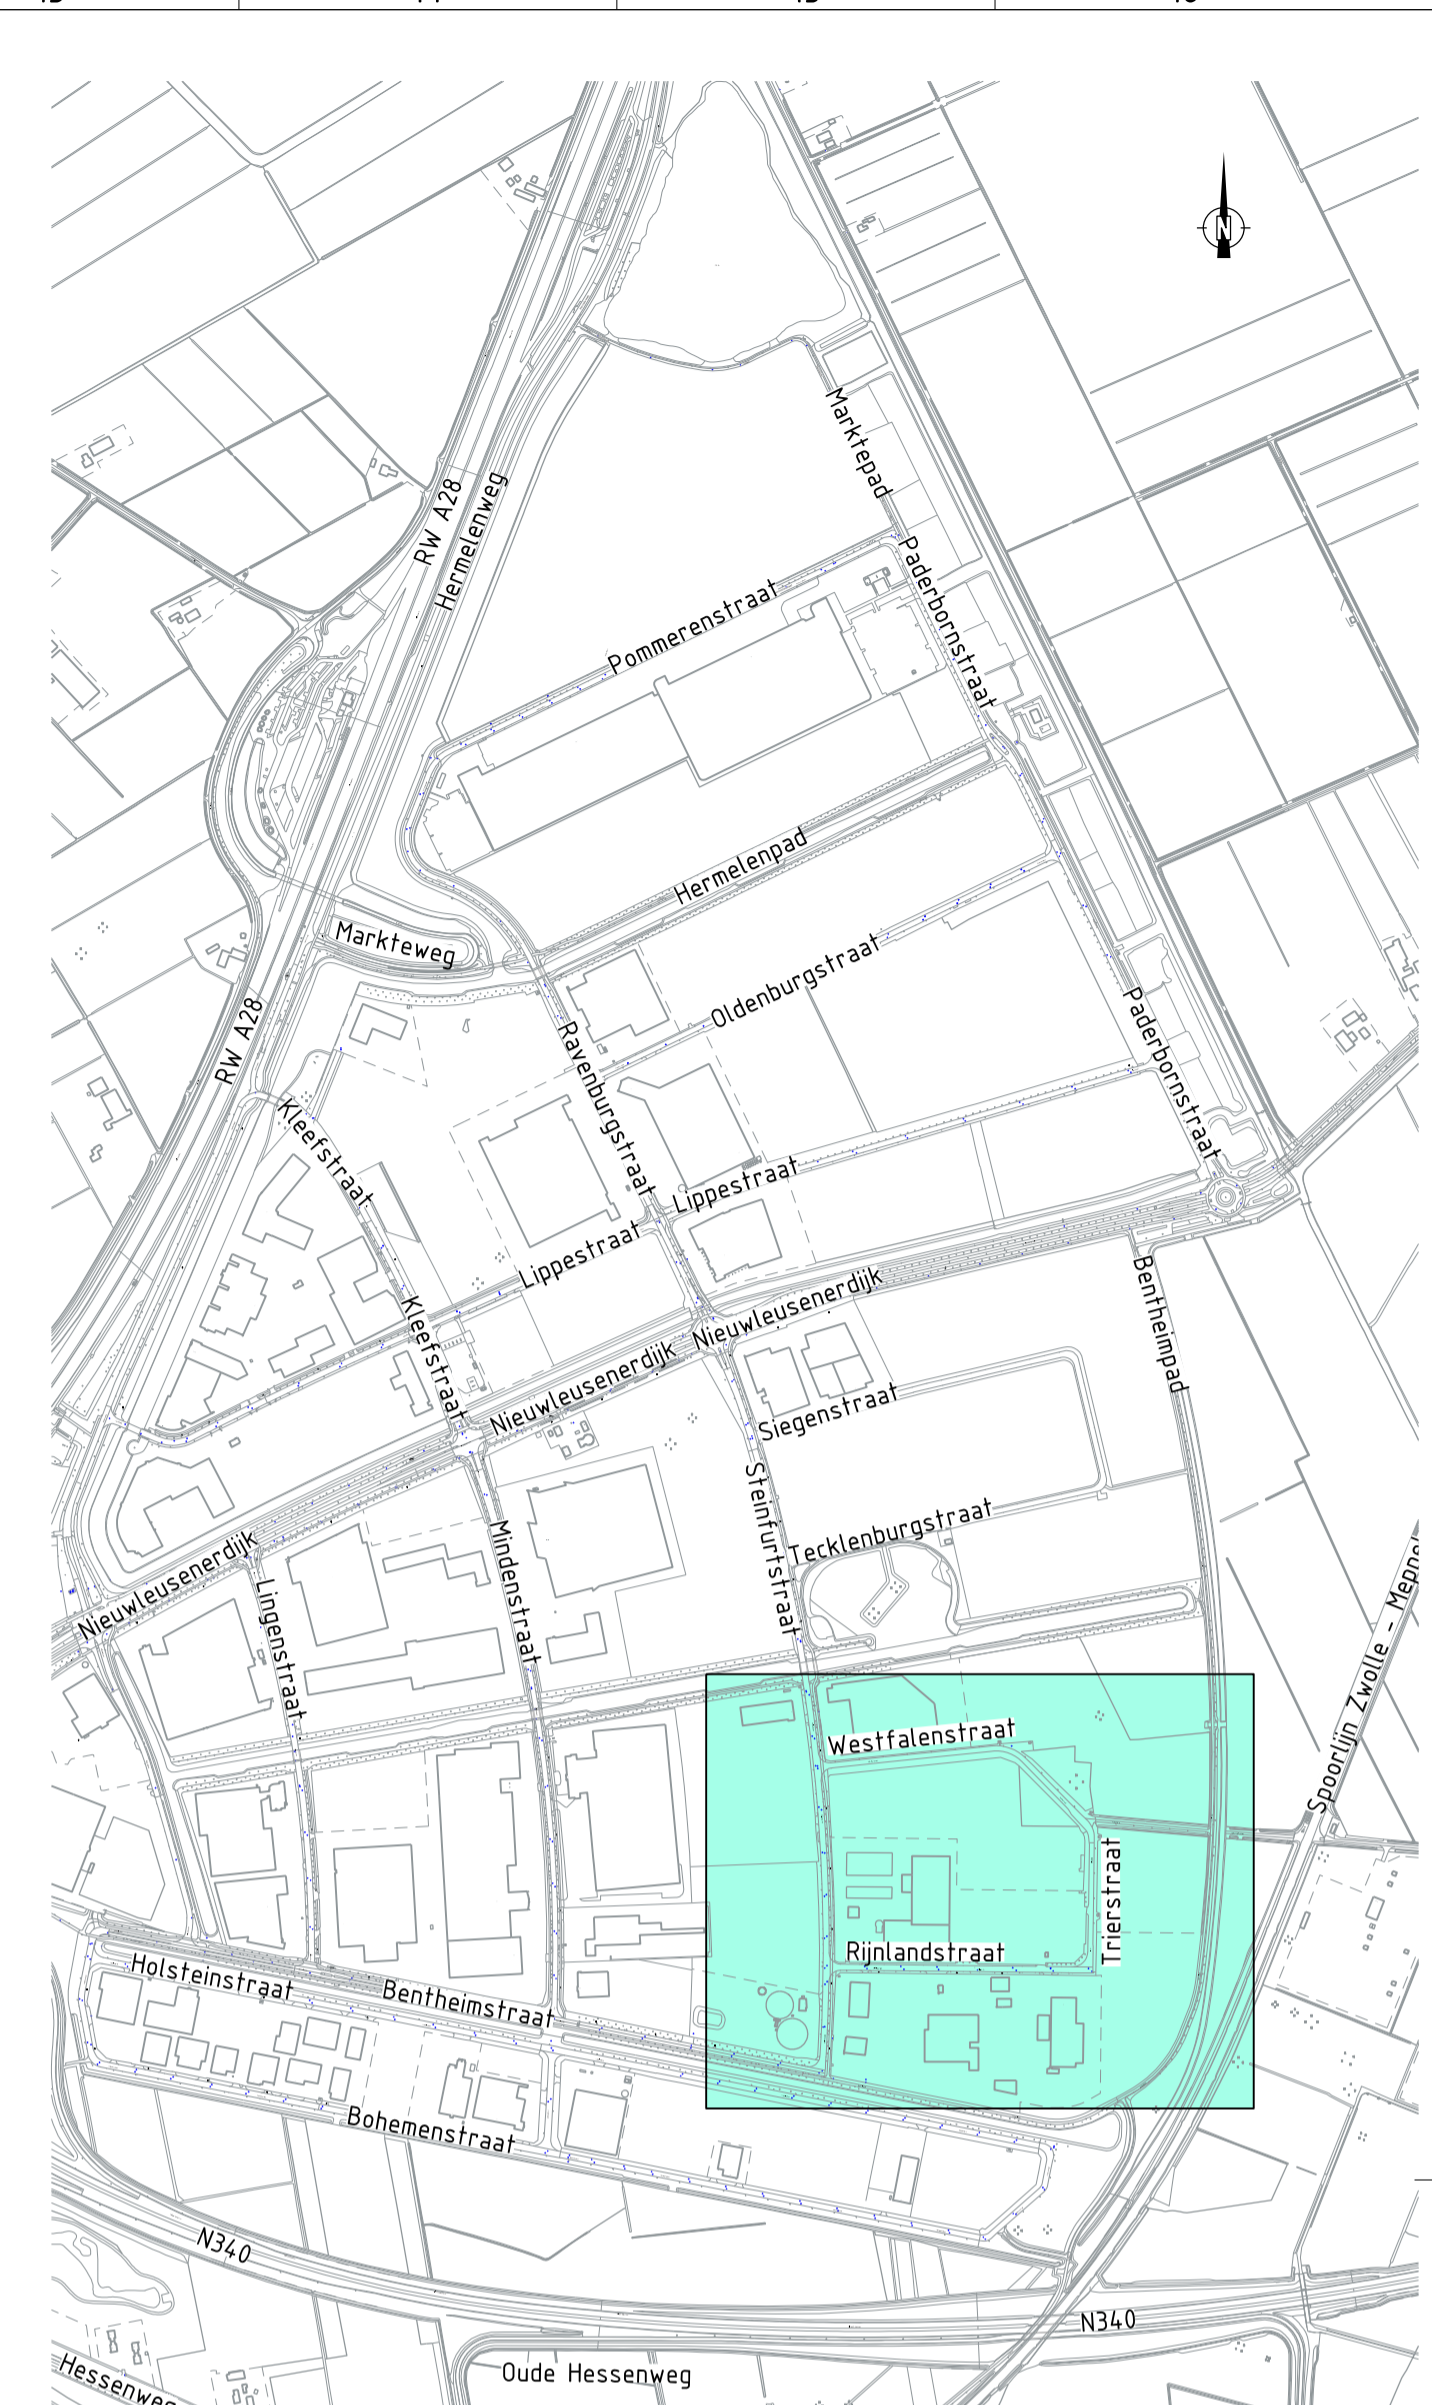 N
Marktepad
RW A28
Hermelenweg
Paderbornstraat
Pommerenstraat
Hermelenpad
Markteweg
Oldenburgstraat
RW A28
Ravenburgstraat
Paderbornstraat
Kleefstraat
Lippestraat
Lippestraat
Bentheimpad
Nieuwleusenerdijk
Kleefstraat
Nieuwleusenerdijk
Siegenstraat
Steinfurtstraat
Tecklenburgstraat
Mindenstraat
Nieuwleusenerdijk
Lingenstraat
Spoorlijn Zwolle - Meppel
Westfalenstraat
Trierstraat
Rijnlandstraat
Holsteinstraat
Bentheimstraat
Bohemenstraat
N340
N340
Oude Hessenweg
Hessenweg